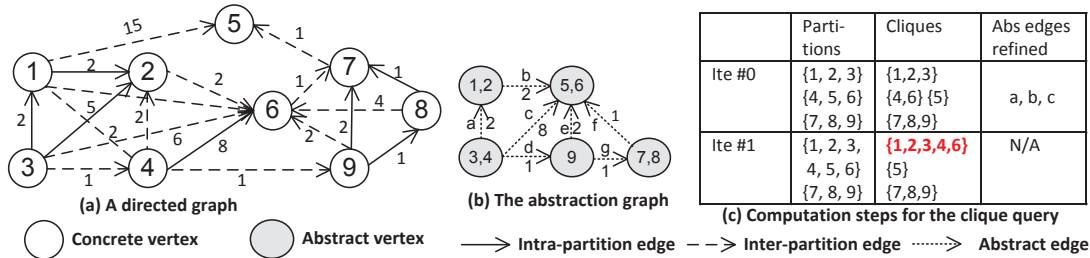 15
5
1
1
2
2
2
7
1
2
1
5
2
6
4
8
2
2
6
8
2
2
1
3
4
1
1
9
(a) A directed graph
1,2
b
2
5,6
a
2
c
8
e
2
f
1
3,4
d
1
9
g
1
7,8
(b) The abstraction graph
Parti-
tions
Cliques
Abs edges
refined
Ite #0
{1, 2, 3}
{4, 5, 6}
{7, 8, 9}
{1,2,3}
{4,6} {5}
{7,8,9}
a, b, c
Ite #1
{1, 2, 3,
4, 5, 6}
{7, 8, 9}
{1,2,3,4,6}
{5}
{7,8,9}
N/A
(c) Computation steps for the clique query
Concrete vertex
Abstract vertex
Intra-partition edge
Inter-partition edge
Abstract edge